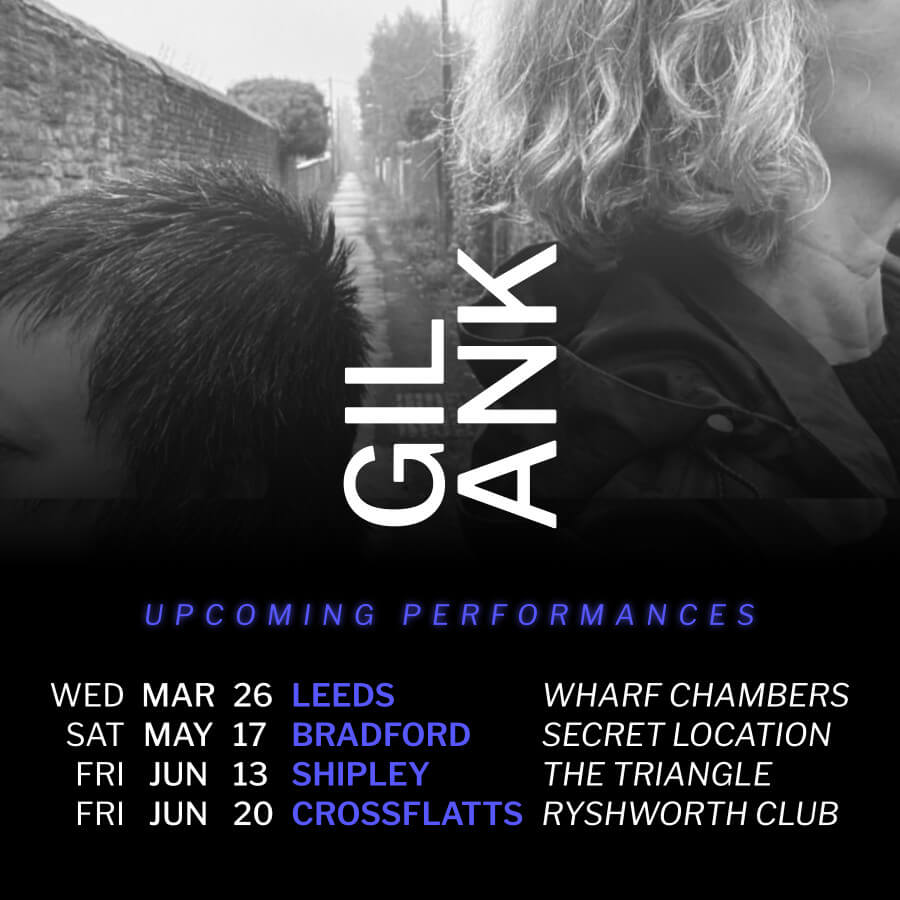 GIL
ANK
UPCOMING PERFORMANCES
WED MAR 26 LEEDS WHARF CHAMBERS
SAT MAY 17 BRADFORD SECRET LOCATION
FRI JUN 13 SHIPLEY THE TRIANGLE
FRI JUN 20 CROSSFLATTS RYSHWORTH CLUB